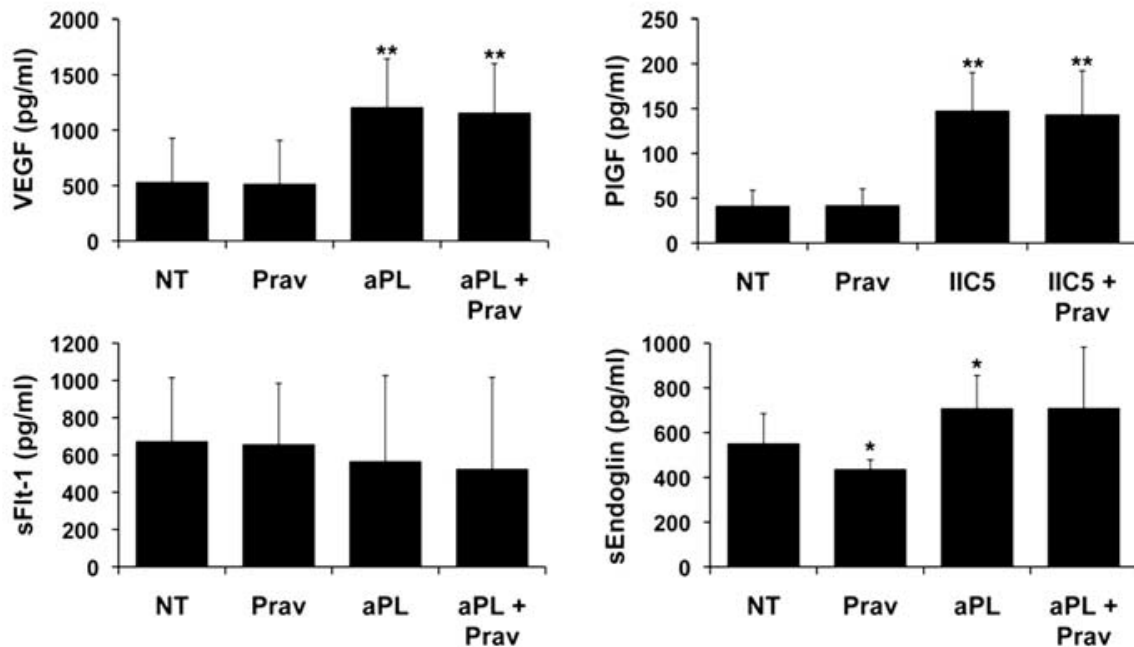 VEGF (pg/ml)
2000
1500
1000
500
0
**
**
NT
Prav
aPL
aPL +
Prav
PlGF (pg/ml)
250
200
150
100
50
0
**
**
NT
Prav
IIC5
IIC5 +
Prav
sFlt-1 (pg/ml)
1200
1000
800
600
400
200
0
NT
Prav
aPL
aPL +
Prav
sEndoglin (pg/ml)
1000
800
600
400
200
0
*
*
NT
Prav
aPL
aPL +
Prav